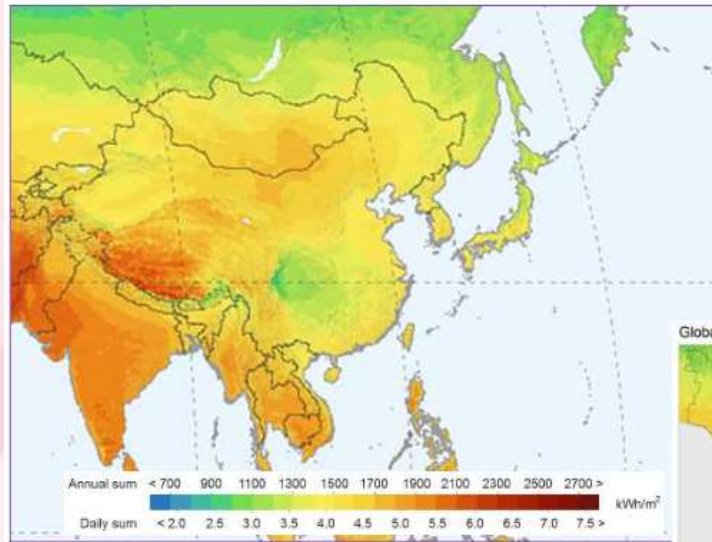 Globa
Annual sum < 700 900 1100 1300 1500 1700 1900 2100 2300 2500 2700 > kWh/m²
Daily sum < 2.0 2.5 3.0 3.5 4.0 4.5 5.0 5.5 6.0 6.5 7.0 7.5 >